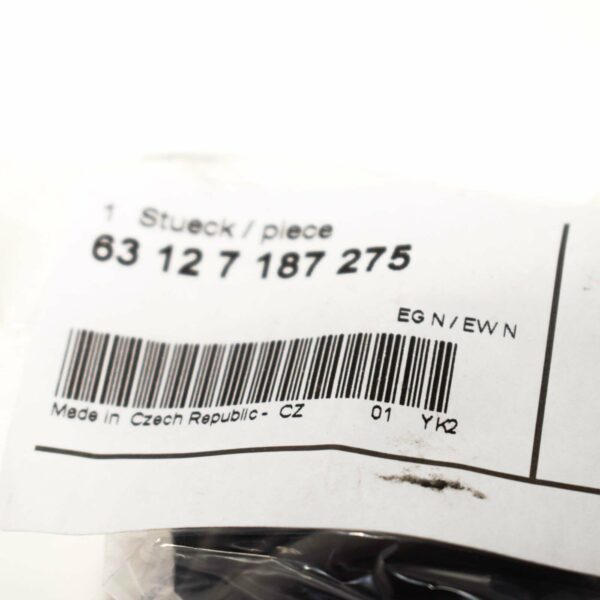 1 Stueck / piece
63 12 7 187 275
EG N / EW N
Made in Czech Republic - CZ 01 YK2